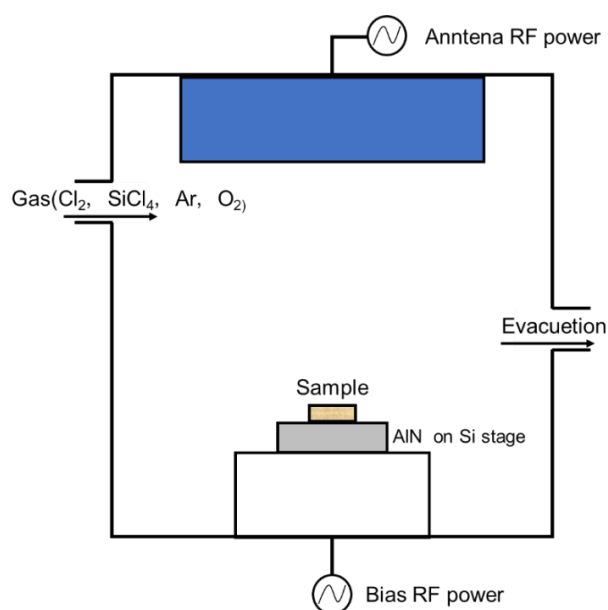 Anntena RF power
Gas(Cl₂, SiCl₄, Ar, O₂)
Evacuetion
Sample
AlN on Si stage
Bias RF power